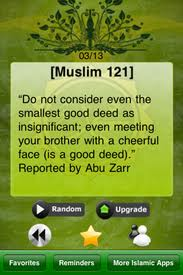 03/13
[Muslim 121]
“Do not consider even the
smallest good deed as
insignificant; even meeting
your brother with a cheerful
face (is a good deed).”
Reported by Abu Zarr
Random
Upgrade
Favorites
Reminders
More Islamic Apps